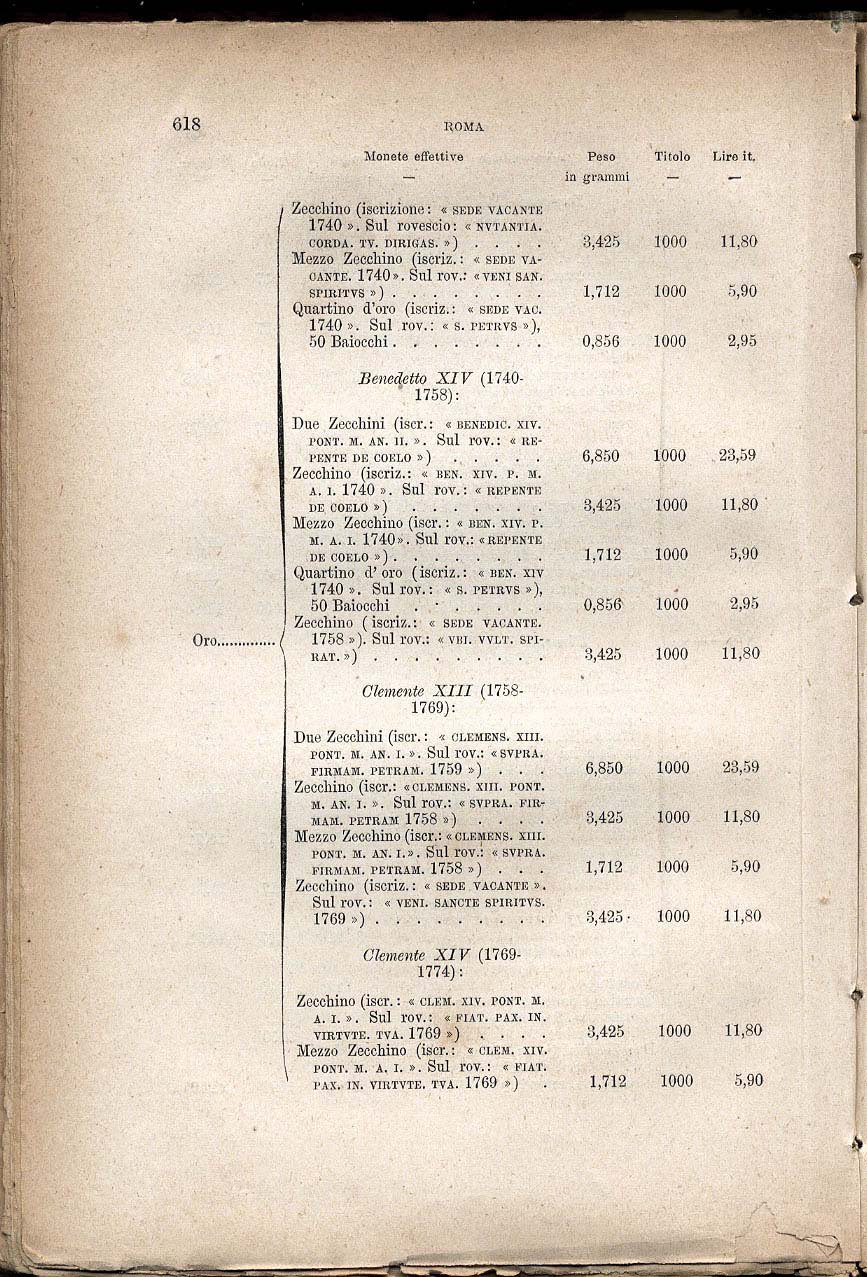 618 ROMA
Monete effettive Peso Titolo Lire it.
— in grammi — —
Zecchino (iscrizione: « SEDE VACANTE
1740 ». Sul rovescio: « NVTANTIA.
CORDA. TV. DIRIGAS. ») . . . . 3,425 1000 11,80
Mezzo Zecchino (iscriz.: « SEDE VA-
CANTE. 1740». Sul rov.: «VENI SAN.
SPIRITVS ») . . . . . . . . 1,712 1000 5,90
Quartino d'oro (iscriz.: « SEDE VAC.
1740 ». Sul rov.: « S. PETRVS »),
50 Baiocchi . . . . . . . . 0,856 1000 2,95
Benedetto XIV (1740-
1758):
Due Zecchini (iscr.: « BENEDIC. XIV.
PONT. M. AN. II. ». Sul rov.: « RE-
PENTE DE COELO ») . . . . . 6,850 1000 23,59
Zecchino (iscriz.: « BEN. XIV. P. M.
A. I. 1740 ». Sul rov.: « REPENTE
DE COELO ») . . . . . . . 3,425 1000 11,80
Mezzo Zecchino (iscr.: « BEN. XIV. P.
M. A. I. 1740». Sul rov.: «REPENTE
DE COELO ») . . . . . . . . 1,712 1000 5,90
Quartino d' oro (iscriz.: « BEN. XIV
1740 ». Sul rov.: « S. PETRVS »),
50 Baiocchi . . . . . . . 0,856 1000 2,95
Zecchino (iscriz.: « SEDE VACANTE.
Oro.............. 1758 »). Sul rov.: « VBI. VVLT. SPI-
RAT. ») . . . . . . . . . 3,425 1000 11,80
Clemente XIII (1758-
1769):
Due Zecchini (iscr.: « CLEMENS. XIII.
PONT. M. AN. I. ». Sul rov.: «SVPRA.
FIRMAM. PETRAM. 1759 ») . . . 6,850 1000 23,59
Zecchino (iscr.: «CLEMENS. XIII. PONT.
M. AN. I. ». Sul rov.: « SVPRA. FIR-
MAM. PETRAM 1758 ») . . . . 3,425 1000 11,80
Mezzo Zecchino (iscr.: «CLEMENS. XIII.
PONT. M. AN. I.». Sul rov.: « SVPRA.
FIRMAM. PETRAM. 1758 ») . . . 1,712 1000 5,90
Zecchino (iscriz.: « SEDE VACANTE ».
Sul rov.: « VENI. SANCTE SPIRITVS.
1769 ») . . . . . . . . . 3,425 1000 11,80
Clemente XIV (1769-
1774):
Zecchino (iscr.: « CLEM. XIV. PONT. M.
A. I. ». Sul rov.: « FIAT. PAX. IN.
VIRTVTE. TVA. 1769 ») . . . . 3,425 1000 11,80
Mezzo Zecchino (iscr.: « CLEM. XIV.
PONT. M. A. I. ». Sul rov.: « FIAT.
PAX. IN. VIRTVTE. TVA. 1769 ») . 1,712 1000 5,90